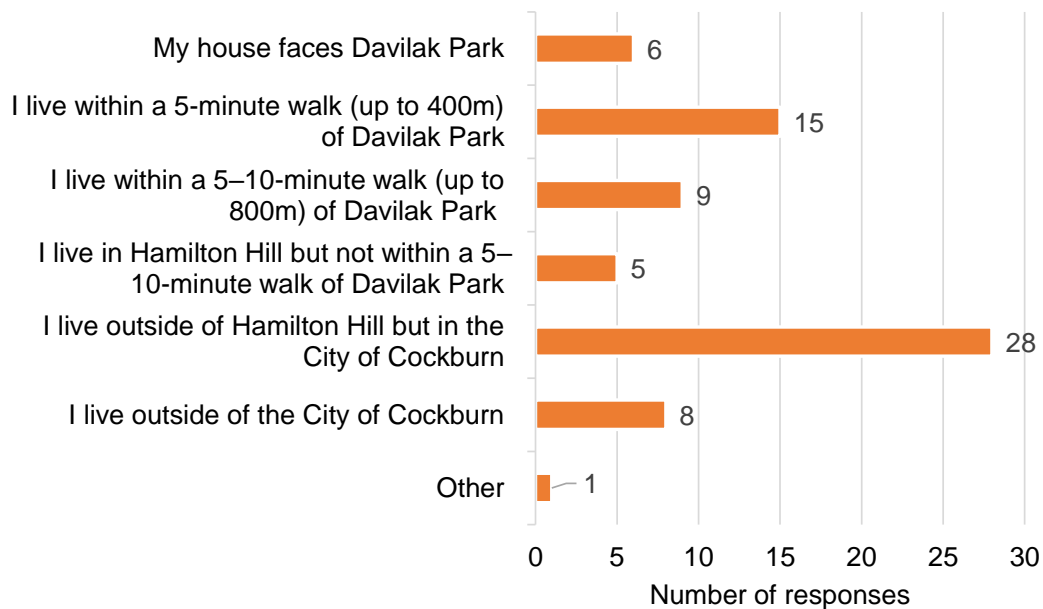 My house faces Davilak Park
6
I live within a 5-minute walk (up to 400m)
of Davilak Park
15
I live within a 5–10-minute walk (up to
800m) of Davilak Park
9
I live in Hamilton Hill but not within a 5–
10-minute walk of Davilak Park
5
I live outside of Hamilton Hill but in the
City of Cockburn
28
I live outside of the City of Cockburn
8
Other
1
0 5 10 15 20 25 30
Number of responses